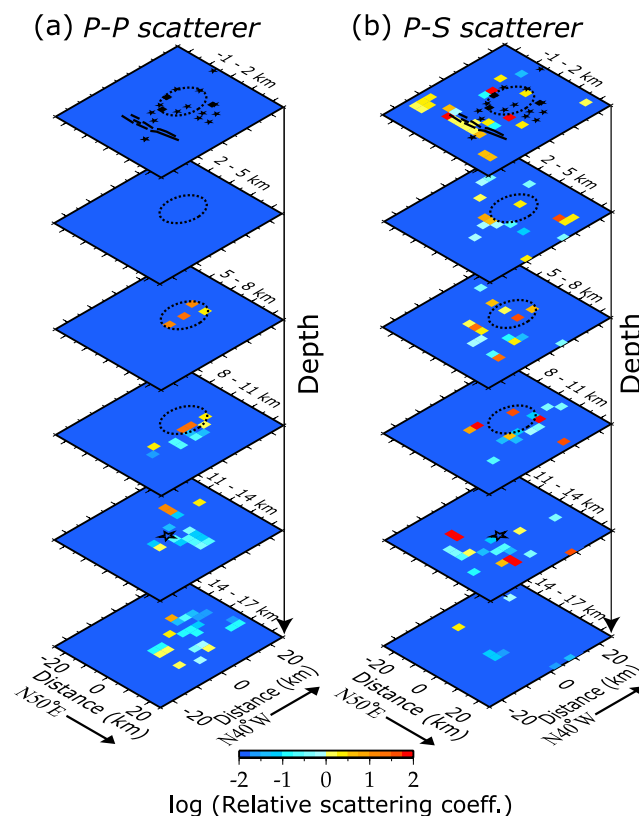 (a) P-P scatterer
(b) P-S scatterer
-1 - 2 km
2 - 5 km
5 - 8 km
8 - 11 km
11 - 14 km
14 - 17 km
Depth
-1 - 2 km
2 - 5 km
5 - 8 km
8 - 11 km
11 - 14 km
14 - 17 km
Depth
-20 0 20
Distance (km)
N50°E
-20 0 20
Distance (km)
N40°W
-20 0 20
Distance (km)
N50°E
-20 0 20
Distance (km)
N40°W
-2 -1 0 1 2
log (Relative scattering coeff.)